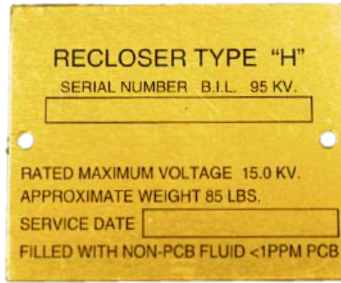 RECLOSER TYPE "H"
SERIAL NUMBER B.I.L. 95 KV.
RATED MAXIMUM VOLTAGE 15.0 KV.
APPROXIMATE WEIGHT 85 LBS.
SERVICE DATE
FILLED WITH NON-PCB FLUID <1PPM PCB